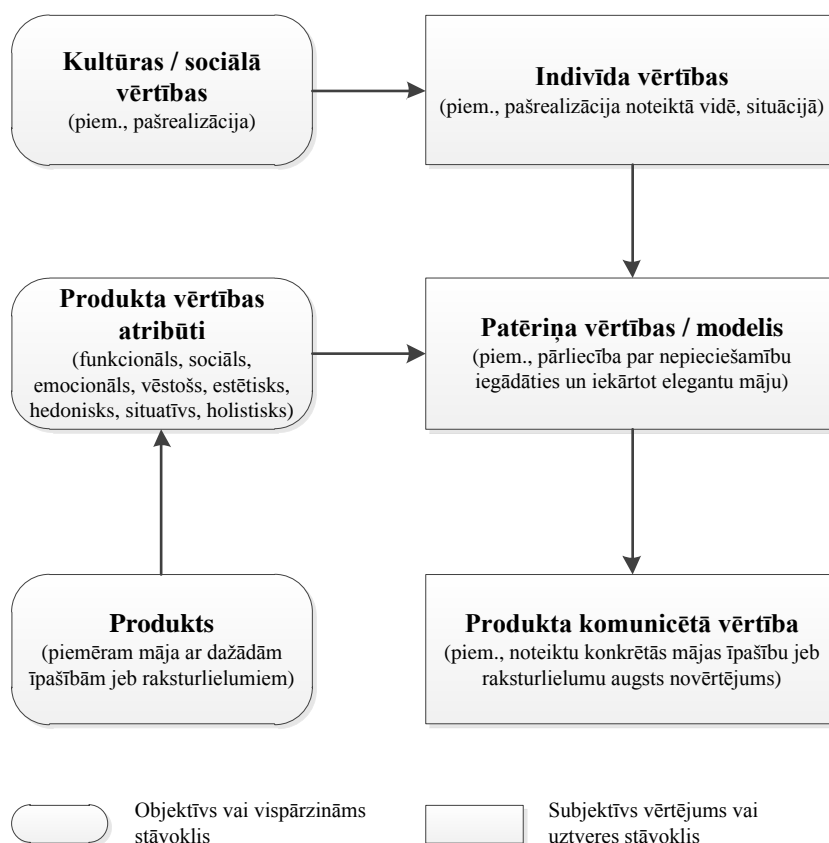 Kultūras / sociālā
vērtības
(piem., pašrealizācija)
Indivīda vērtības
(piem., pašrealizācija noteiktā vidē, situācijā)
Produkta vērtības
atribūti
(funkcionāls, sociāls,
emocionāls, vēstošs, estētisks,
hedonisks, situatīvs, holistisks)
Patēriņa vērtības / modelis
(piem., pārliecība par nepieciešamību
iegādāties un iekārtot elegantu māju)
Produkts
(piemēram māja ar dažādām
īpašībām jeb raksturlielumiem)
Produkta komunicētā vērtība
(piem., noteiktu konkrētās mājas īpašību jeb
raksturlielumu augsts novērtējums)
Objektīvs vai vispārzināms
stāvoklis
Subjektīvs vērtējums vai
uztveres stāvoklis